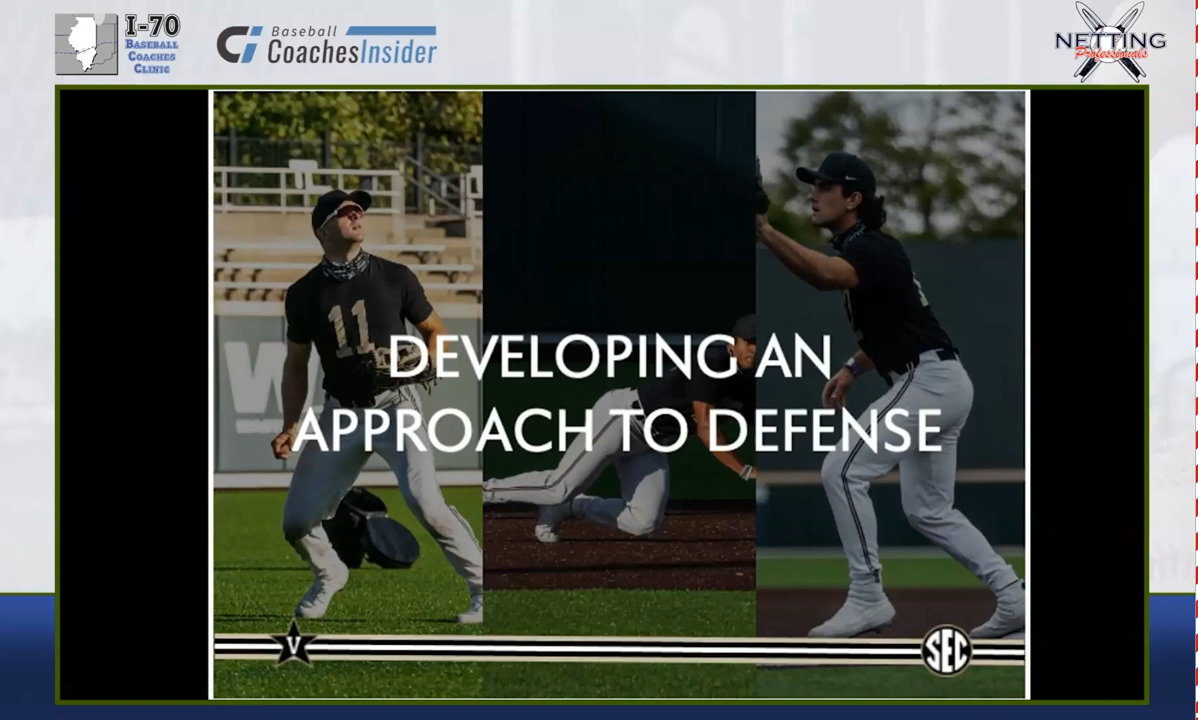 I-70
BASEBALL
COACHES
CLINIC
Baseball
CoachesInsider
NETTING
Professionals
11
W
DEVELOPING AN
APPROACH TO DEFENSE
V
SEC